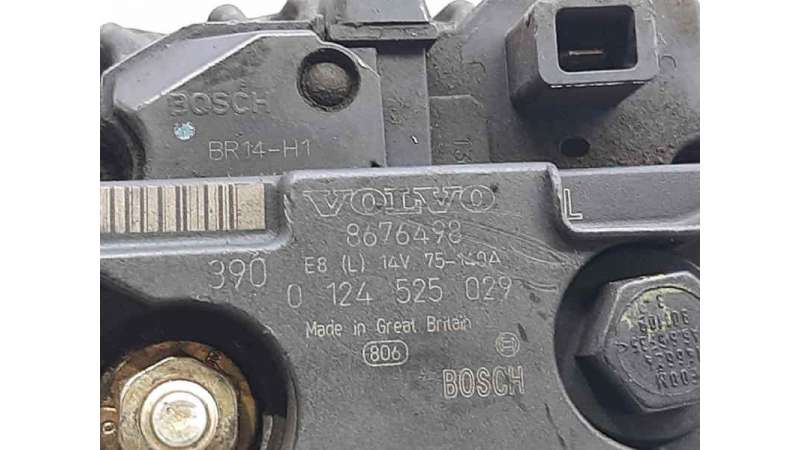 BOSCH
BR14-H1
VOLVO
L
8676498
390
E8 (L) 14V 75-140A
0 124 525 029
Made in Great Britain
806
BOSCH